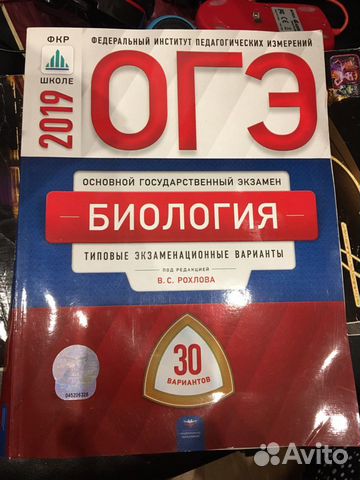 ФКР
ШКОЛЕ
ФЕДЕРАЛЬНЫЙ ИНСТИТУТ ПЕДАГОГИЧЕСКИХ ИЗМЕРЕНИЙ
2019
ОГЭ
ОСНОВНОЙ ГОСУДАРСТВЕННЫЙ ЭКЗАМЕН
БИОЛОГИЯ
ТИПОВЫЕ ЭКЗАМЕНАЦИОННЫЕ ВАРИАНТЫ
ПОД РЕДАКЦИЕЙ
В.С. РОХЛОВА
30
ВАРИАНТОВ
045206328
Avito